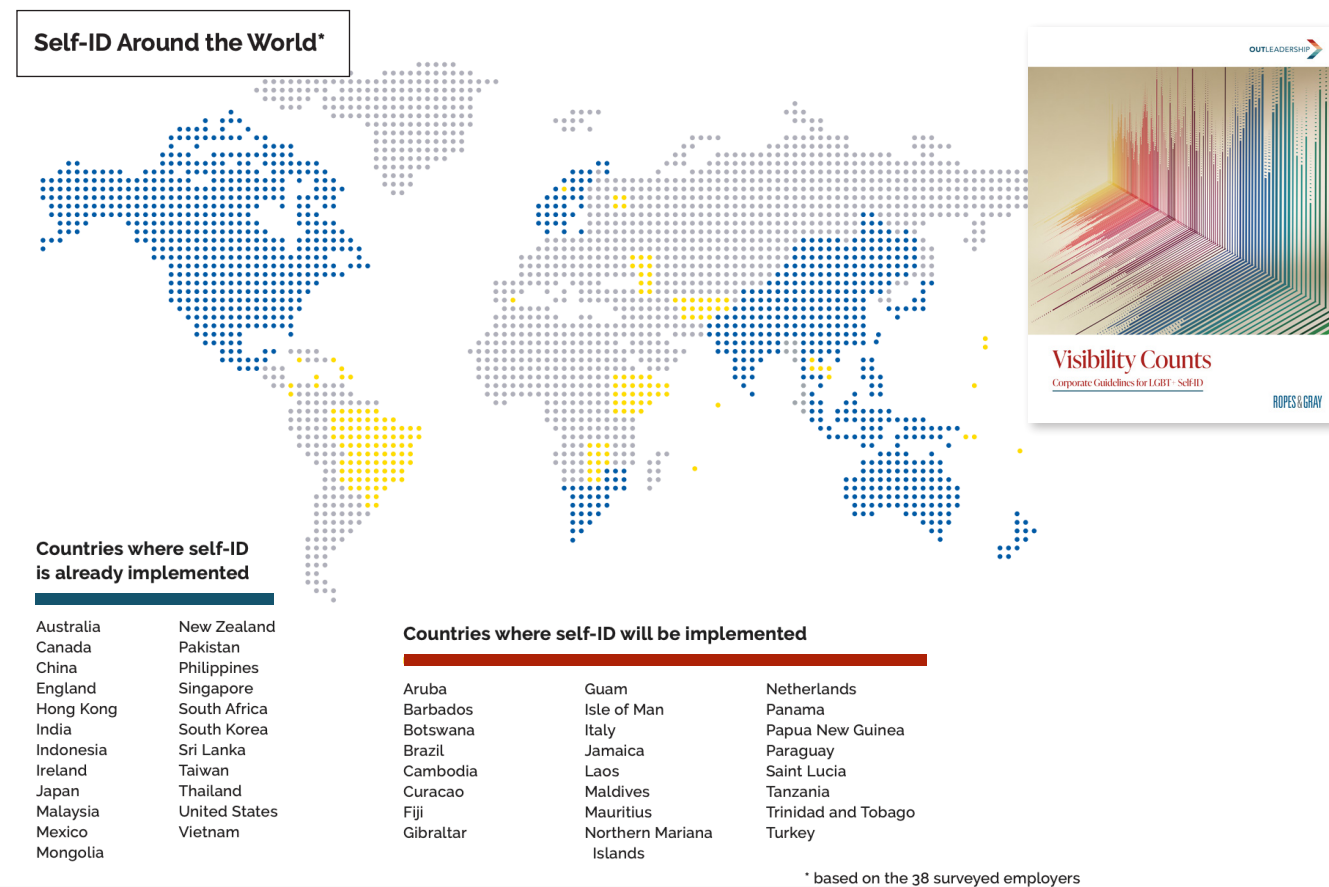 Self-ID Around the World*
OUTLEADERSHIP
Visibility Counts
Corporate Guidelines for LGBT+ Self-ID
ROPES & GRAY
Countries where self-ID
is already implemented
Australia
Canada
China
England
Hong Kong
India
Indonesia
Ireland
Japan
Malaysia
Mexico
Mongolia
New Zealand
Pakistan
Philippines
Singapore
South Africa
South Korea
Sri Lanka
Taiwan
Thailand
United States
Vietnam
Countries where self-ID will be implemented
Aruba
Barbados
Botswana
Brazil
Cambodia
Curacao
Fiji
Gibraltar
Guam
Isle of Man
Italy
Jamaica
Laos
Maldives
Mauritius
Northern Mariana
Islands
Netherlands
Panama
Papua New Guinea
Paraguay
Saint Lucia
Tanzania
Trinidad and Tobago
Turkey
* based on the 38 surveyed employers